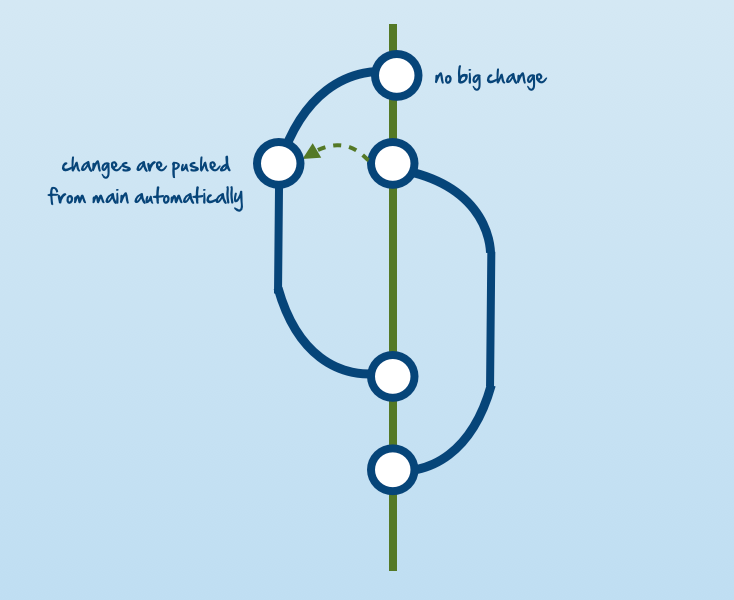 no big change
changes are pushed
from main automatically